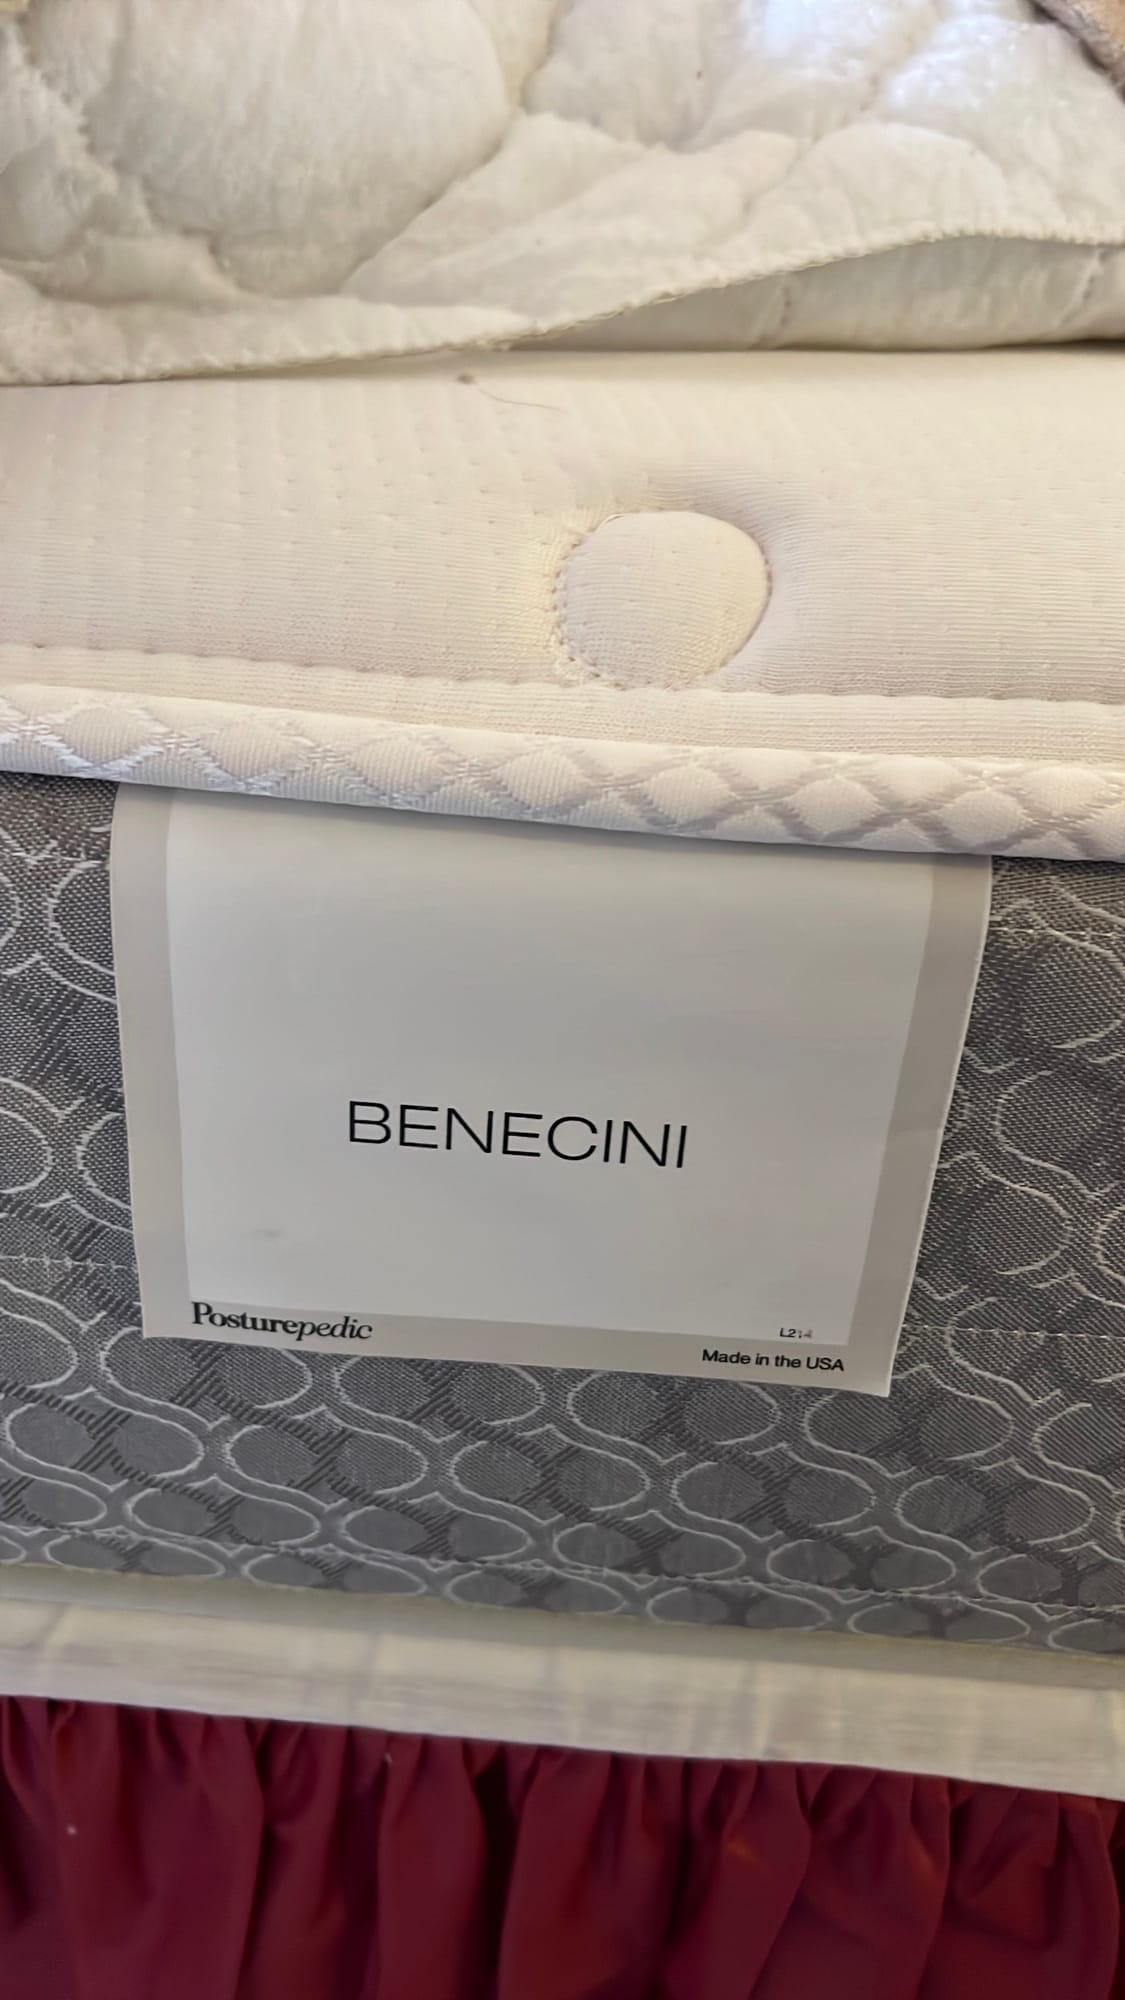 BENECINI
Posturepedic
Made in the USA